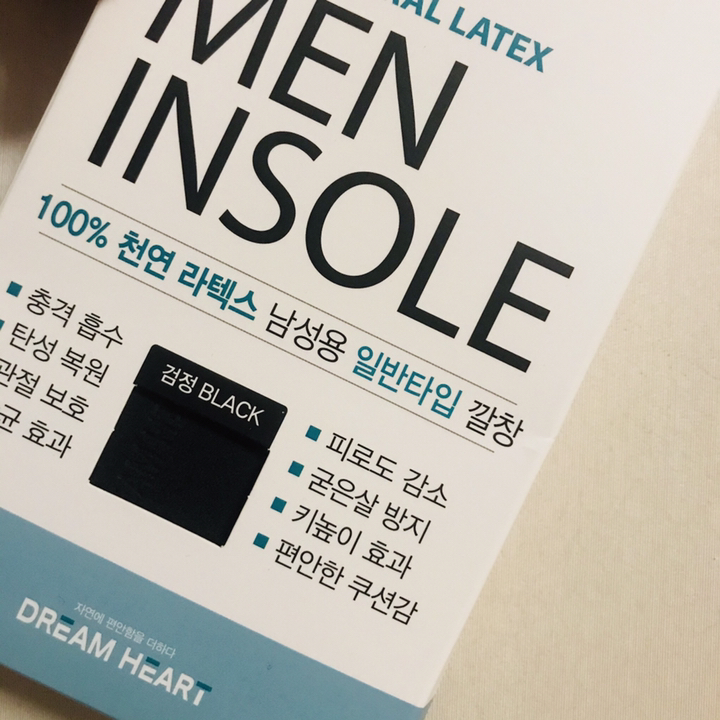 LATEX
MEN
INSOLE
100% 천연 라텍스 남성용 일반타입 깔창
충격 흡수
탄성 복원
관절 보호
균 효과
검정 BLACK
피로도 감소
굳은살 방지
키높이 효과
편안한 쿠션감
자연에 편안함을 더하다
DREAM HEART